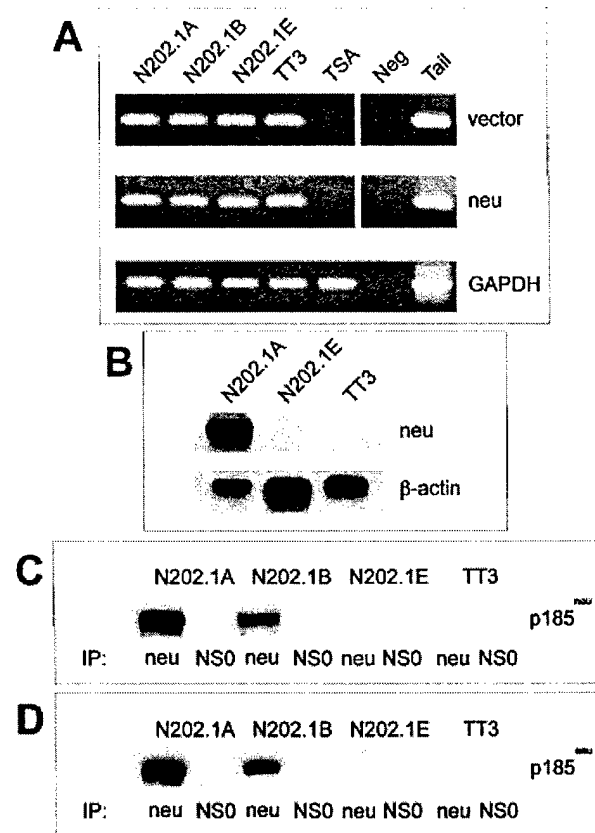 A
N202.1A N202.1B N202.1E TT3 TSA Neg Tail
vector
neu
GAPDH
B
N202.1A N202.1E TT3
neu
β-actin
C
N202.1A N202.1B N202.1E TT3
p185
IP: neu NS0 neu NS0 neu NS0 neu NS0
D
N202.1A N202.1B N202.1E TT3
p185
IP: neu NS0 neu NS0 neu NS0 neu NS0